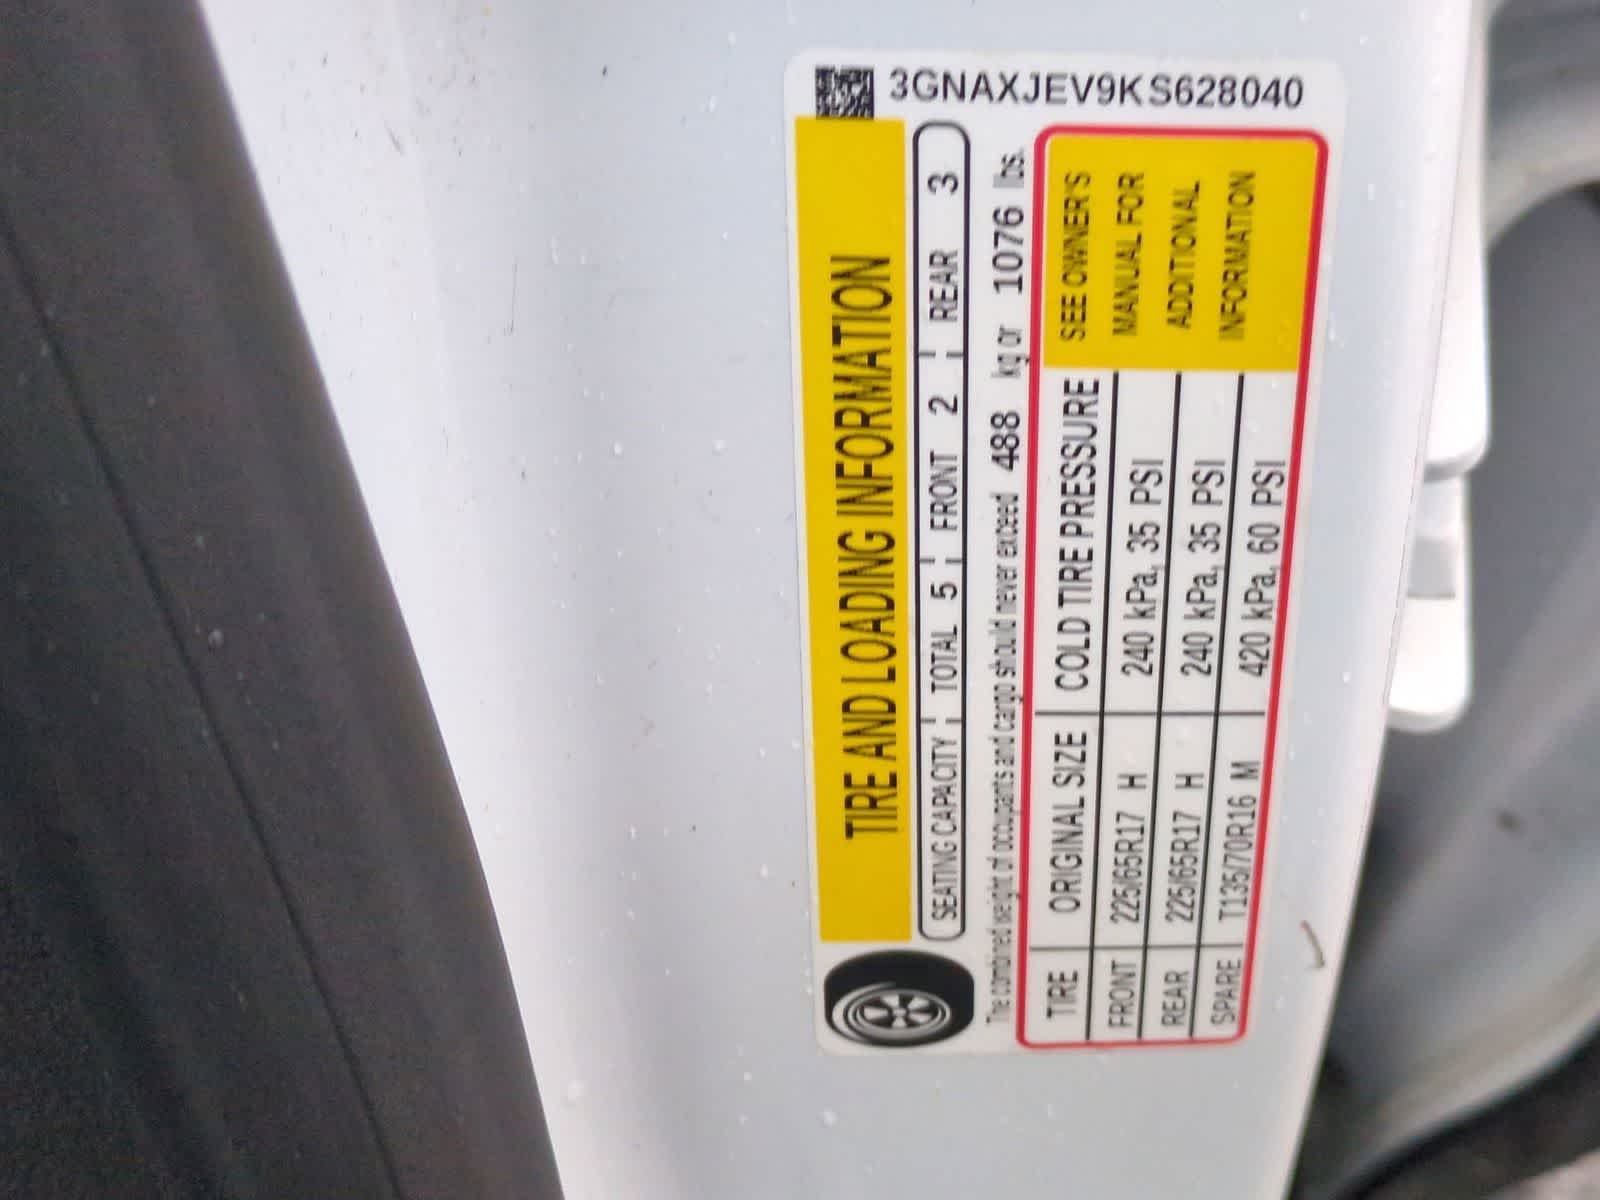 3GNAXJEV9KS628040
TIRE AND LOADING INFORMATION
SEATING CAPACITY | TOTAL 5 | FRONT 2 | REAR 3
The combined weight of occupants and cargo should never exceed 488 kg or 1076 lbs.
TIRE ORIGINAL SIZE COLD TIRE PRESSURE
FRONT 225/65R17 H 240 kPa, 35 PSI
REAR 225/65R17 H 240 kPa, 35 PSI
SPARE T135/70R16 M 420 kPa, 60 PSI
SEE OWNER'S
MANUAL FOR
ADDITIONAL
INFORMATION